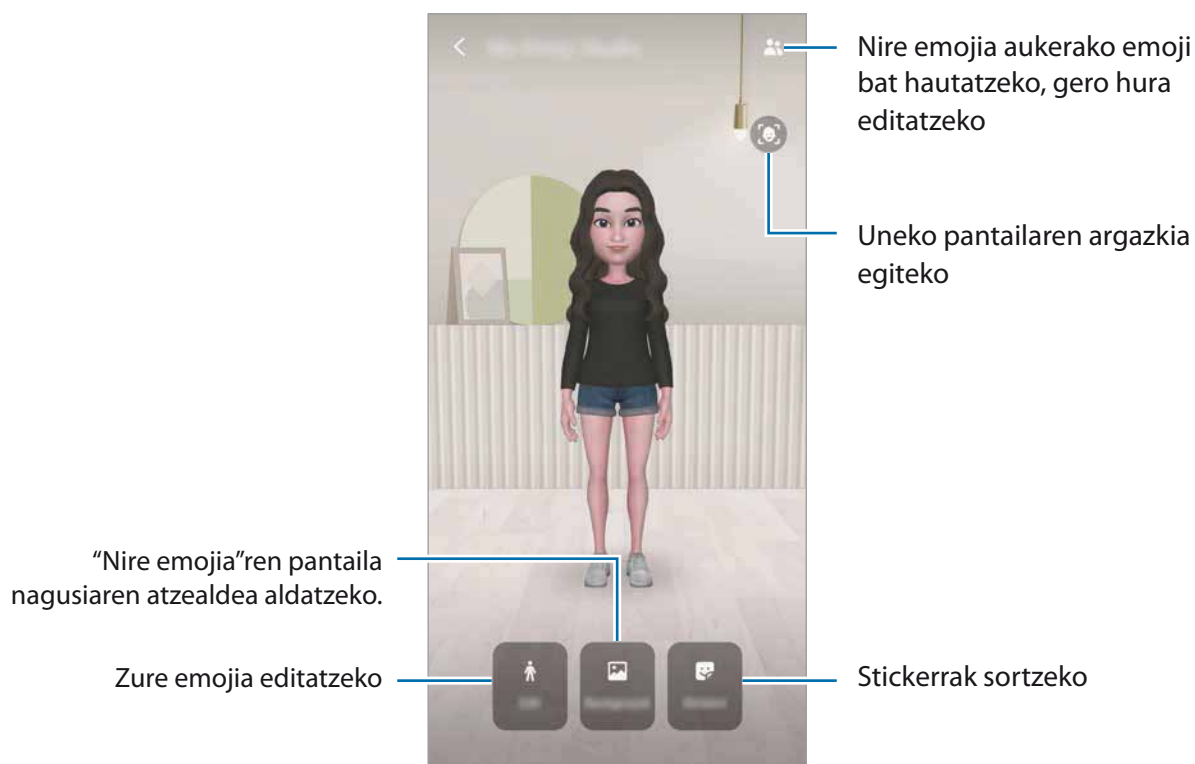 Nire emojia aukerako emoji
bat hautatzeko, gero hura
editatzeko
Uneko pantailaren argazkia
egiteko
“Nire emojia”ren pantaila
nagusiaren atzealdea aldatzeko.
Zure emojia editatzeko
Stickerrak sortzeko